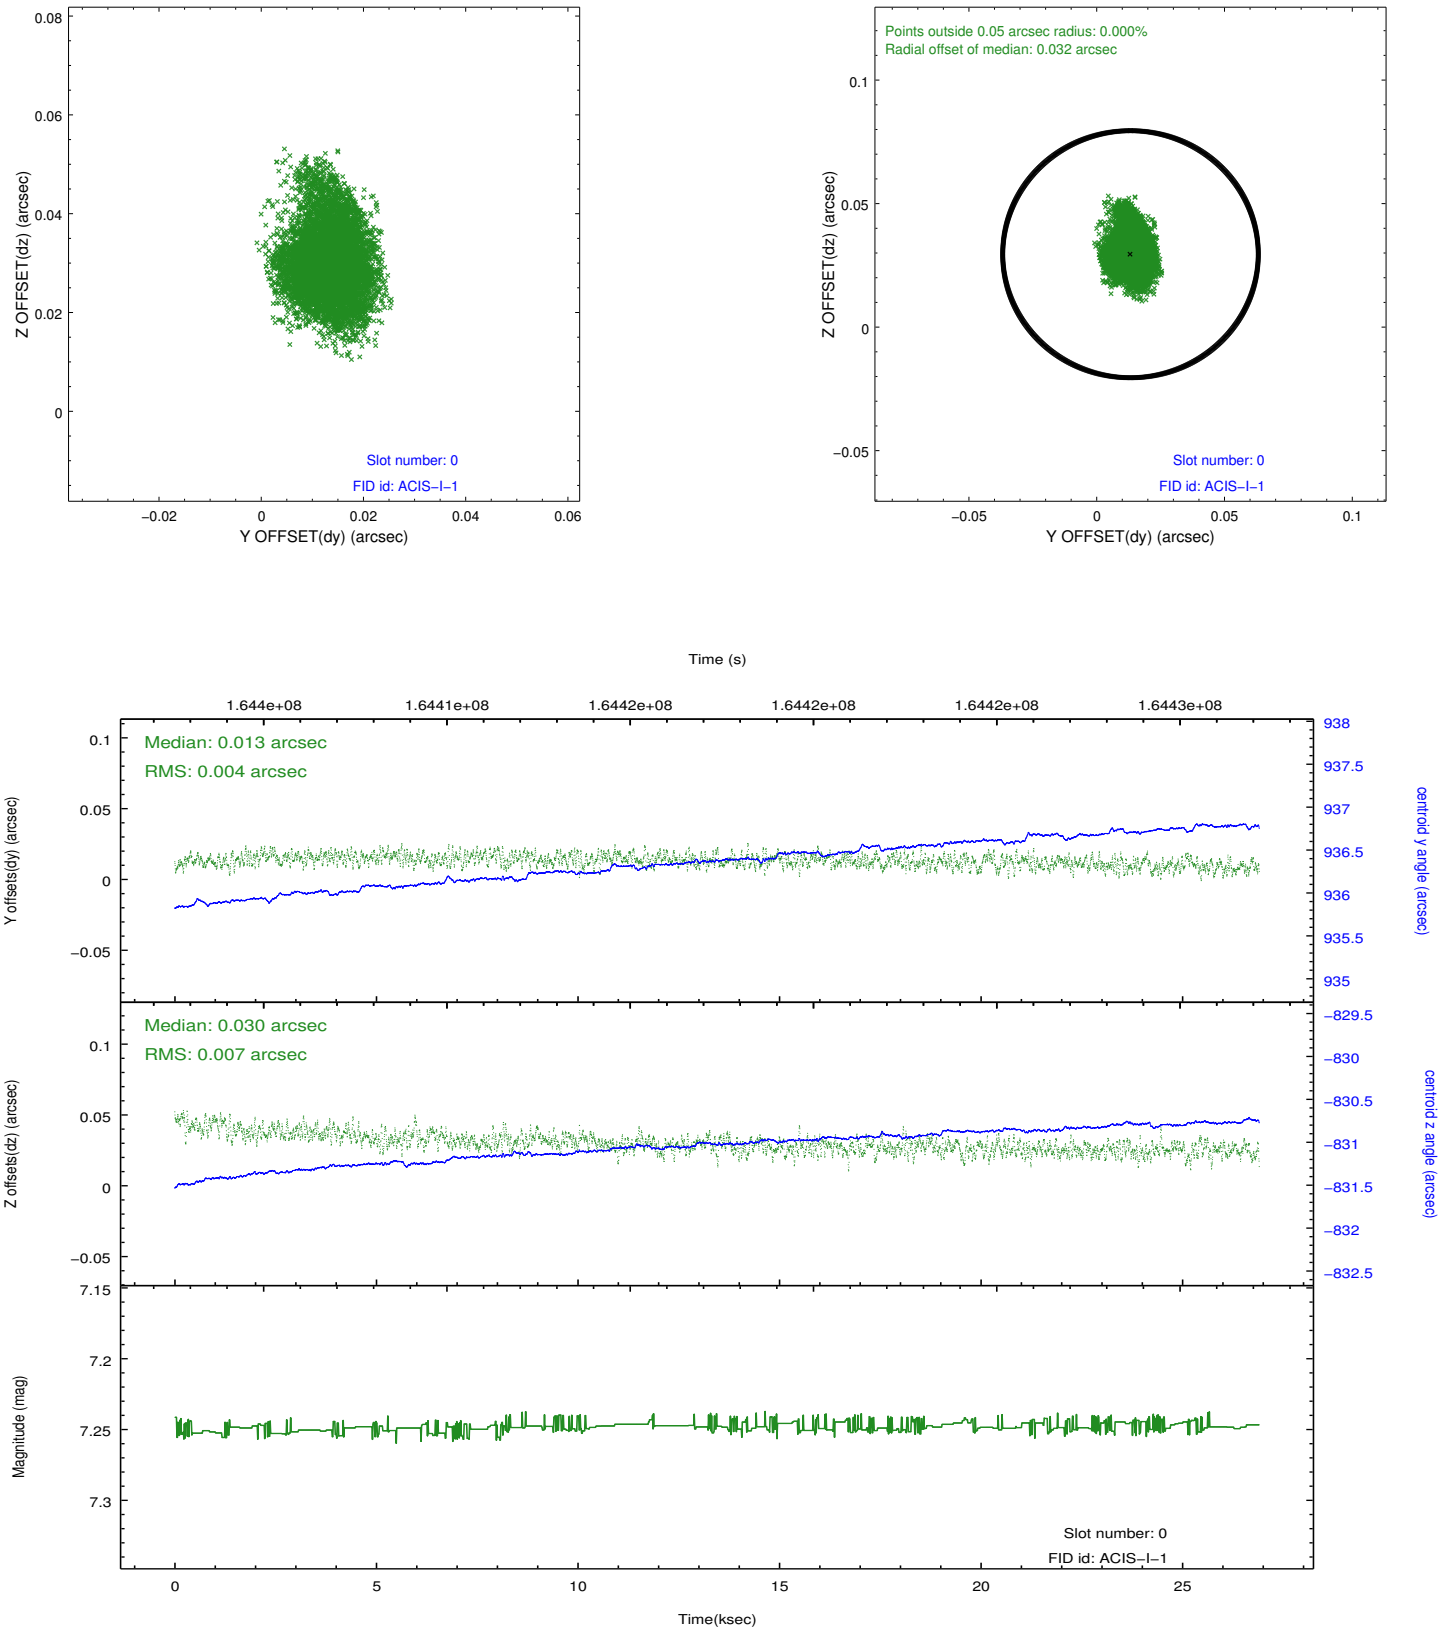 0.08
0.06
0.04
0.02
0
Z OFFSET(dz) (arcsec)
Slot number: 0
FID id: ACIS−I−1
−0.02 0 0.02 0.04 0.06
Y OFFSET(dy) (arcsec)
Points outside 0.05 arcsec radius: 0.000%
Radial offset of median: 0.032 arcsec
0.1
0.05
0
−0.05
Z OFFSET(dz) (arcsec)
Slot number: 0
FID id: ACIS−I−1
−0.05 0 0.05 0.1
Y OFFSET(dy) (arcsec)
Time (s)
1.644e+08 1.6441e+08 1.6442e+08 1.6442e+08 1.6442e+08 1.6443e+08
Median: 0.013 arcsec
RMS: 0.004 arcsec
0.1
0.05
0
−0.05
Y offsets(dy) (arcsec)
938
937.5
937
936.5
936
935.5
935
centroid y angle (arcsec)
Median: 0.030 arcsec
RMS: 0.007 arcsec
0.1
0.05
0
−0.05
Z offsets(dz) (arcsec)
−829.5
−830
−830.5
−831
−831.5
−832
−832.5
centroid z angle (arcsec)
7.15
7.2
7.25
7.3
Magnitude (mag)
Slot number: 0
FID id: ACIS−I−1
0 5 10 15 20 25
Time(ksec)